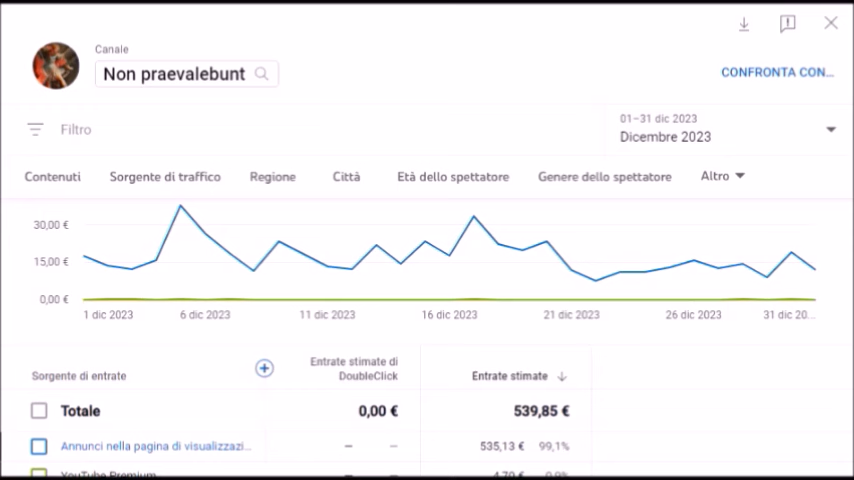 Canale
Non praevalebunt
CONFRONTA CON...
Filtro
01–31 dic 2023
Dicembre 2023
Contenuti Sorgente di traffico Regione Città Età dello spettatore Genere dello spettatore Altro
30,00 €
15,00 €
0,00 €
1 dic 2023 6 dic 2023 11 dic 2023 16 dic 2023 21 dic 2023 26 dic 2023 31 dic 20...
Sorgente di entrate
Entrate stimate di
DoubleClick
Entrate stimate
Totale 0,00 € 539,85 €
Annunci nella pagina di visualizzazi... – – 535,13 € 99,1%
YouTube Premium